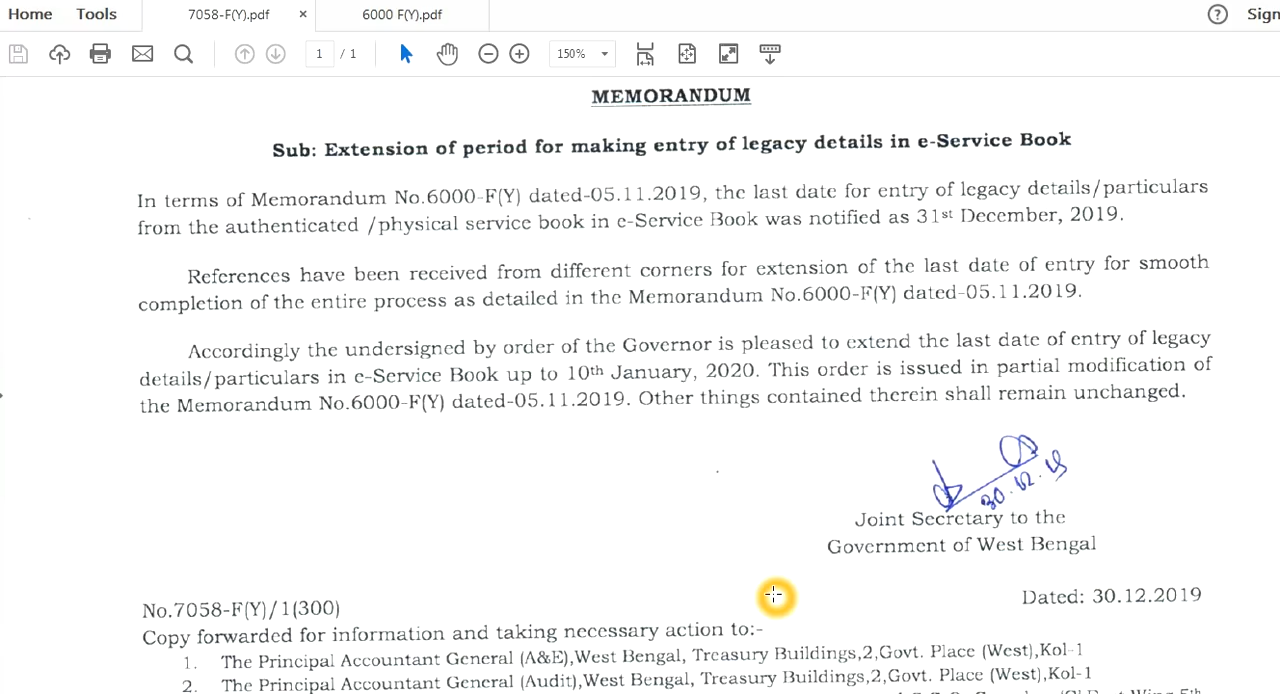 Home Tools 7058-F(Y).pdf × 6000 F(Y).pdf ? Sign
1 / 1 150%
MEMORANDUM
Sub: Extension of period for making entry of legacy details in e-Service Book
In terms of Memorandum No.6000-F(Y) dated-05.11.2019, the last date for entry of legacy details/particulars
from the authenticated /physical service book in e-Service Book was notified as 31st December, 2019.
References have been received from different corners for extension of the last date of entry for smooth
completion of the entire process as detailed in the Memorandum No.6000-F(Y) dated-05.11.2019.
Accordingly the undersigned by order of the Governor is pleased to extend the last date of entry of legacy
details/particulars in e-Service Book up to 10th January, 2020. This order is issued in partial modification of
the Memorandum No.6000-F(Y) dated-05.11.2019. Other things contained therein shall remain unchanged.
30.12.19
Joint Secretary to the
Government of West Bengal
No.7058-F(Y)/1(300) Dated: 30.12.2019
Copy forwarded for information and taking necessary action to:-
1. The Principal Accountant General (A&E),West Bengal, Treasury Buildings,2,Govt. Place (West),Kol-1
2. The Principal Accountant General (Audit),West Bengal, Treasury Buildings,2,Govt. Place (West),Kol-1